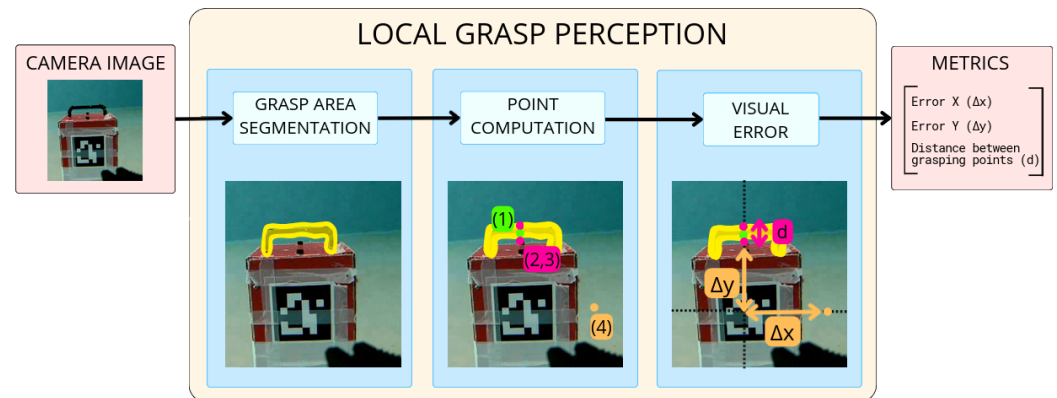 LOCAL GRASP PERCEPTION
CAMERA IMAGE
GRASP AREA
SEGMENTATION
POINT
COMPUTATION
VISUAL
ERROR
METRICS
Error X (Δx)
Error Y (Δy)
Distance between
grasping points (d)
(1)
(2,3)
(4)
d
Δy
Δx